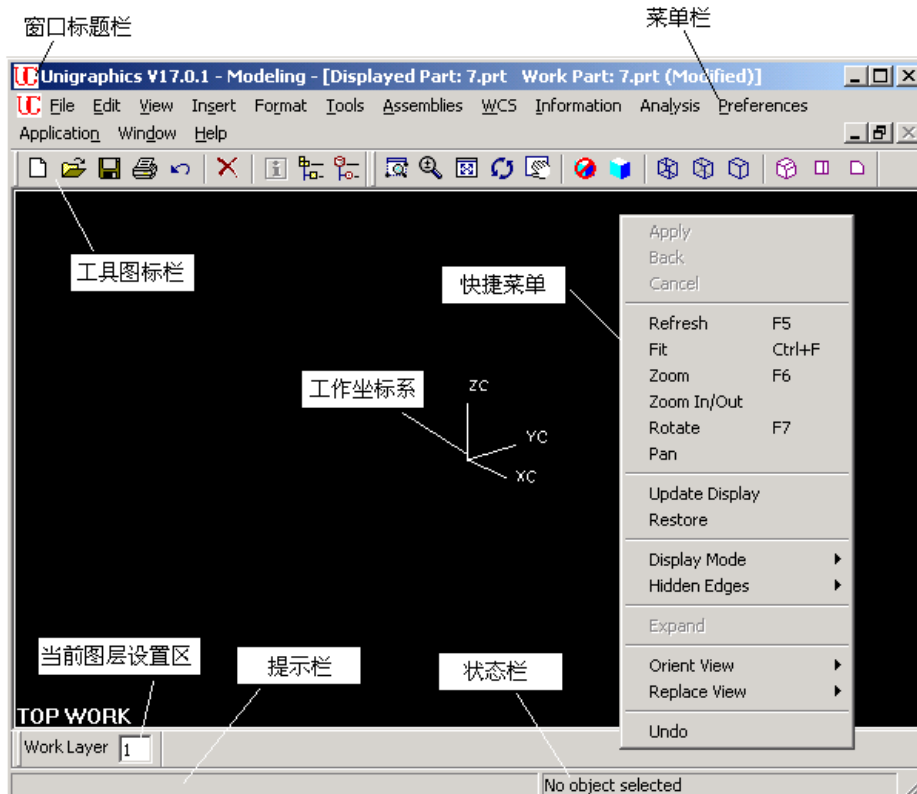 窗口标题栏
菜单栏
Unigraphics V17.0.1 - Modeling - [Displayed Part: 7.prt Work Part: 7.prt (Modified)]
File Edit View Insert Format Tools Assemblies WCS Information Analysis Preferences
Application Window Help
工具图标栏
快捷菜单
工作坐标系
ZC
YC
XC
Apply
Back
Cancel
Refresh F5
Fit Ctrl+F
Zoom F6
Zoom In/Out
Rotate F7
Pan
Update Display
Restore
Display Mode
Hidden Edges
Expand
Orient View
Replace View
Undo
当前图层设置区
提示栏
状态栏
TOP WORK
Work Layer 1
No object selected